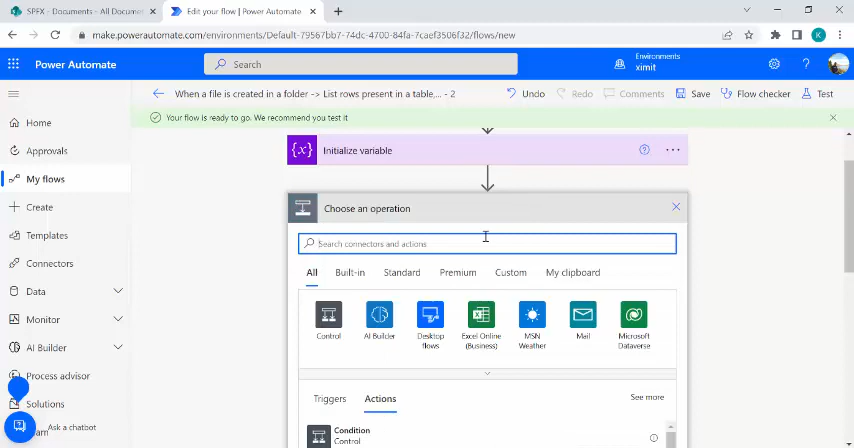 SPFX - Documents - All Document
Edit your flow | Power Automate
make.powerautomate.com/environments/Default-79567bb7-74dc-4700-84fa-7caef3506f32/flows/new
K
Power Automate
Search
Environments
ximit
?
When a file is created in a folder -> List rows present in a table,... - 2
Undo
Redo
Comments
Save
Flow checker
Test
Your flow is ready to go. We recommend you test it
Home
Approvals
My flows
Create
Templates
Connectors
Data
Monitor
AI Builder
Process advisor
Solutions
Ask a chatbot
{x} Initialize variable
Choose an operation
Search connectors and actions
All Built-in Standard Premium Custom My clipboard
Control
AI Builder
Desktop flows
Excel Online (Business)
MSN Weather
Mail
Microsoft Dataverse
Triggers Actions See more
Condition
Control